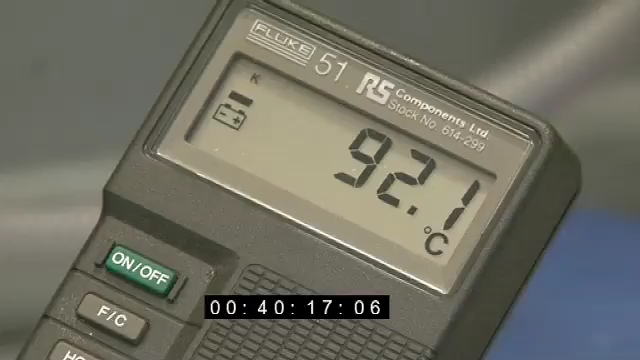 FLUKE 51
RS Components Ltd.
Stock No. 614-299
K
92.1
°C
ON/OFF
F/C
00:40:17:06